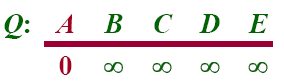 Q: A B C D E
0 ∞ ∞ ∞ ∞